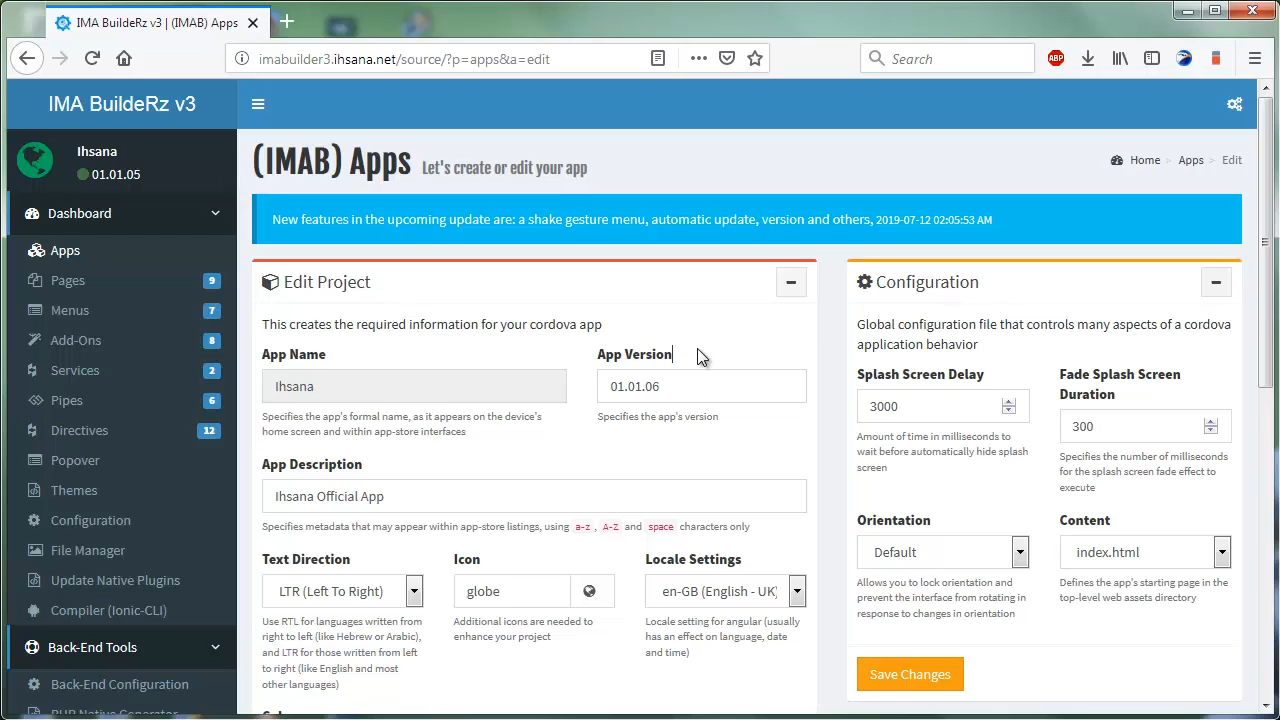 IMA BuildeRz v3 | (IMAB) Apps
imabuilder3.ihsana.net/source/?p=apps&a=edit
Search
ABP
IMA BuildeRz v3
Ihsana
01.01.05
Dashboard
Apps
Pages 9
Menus 7
Add-Ons 8
Services 2
Pipes 6
Directives 12
Popover
Themes
Configuration
File Manager
Update Native Plugins
Compiler (Ionic-CLI)
Back-End Tools
Back-End Configuration
PHP Native Generator
(IMAB) Apps Let's create or edit your app
Home > Apps > Edit
New features in the upcoming update are: a shake gesture menu, automatic update, version and others, 2019-07-12 02:05:53 AM
Edit Project
This creates the required information for your cordova app
App Name
Ihsana
Specifies the app's formal name, as it appears on the device's
home screen and within app-store interfaces
App Version
01.01.06
Specifies the app's version
App Description
Ihsana Official App
Specifies metadata that may appear within app-store listings, using a-z, A-Z and space characters only
Text Direction
LTR (Left To Right)
Use RTL for languages written from
right to left (like Hebrew or Arabic),
and LTR for those written from left
to right (like English and most
other languages)
Icon
globe
Additional icons are needed to
enhance your project
Locale Settings
en-GB (English - UK)
Locale setting for angular (usually
has an effect on language, date
and time)
Configuration
Global configuration file that controls many aspects of a cordova
application behavior
Splash Screen Delay
3000
Amount of time in milliseconds to
wait before automatically hide splash
screen
Fade Splash Screen
Duration
300
Specifies the number of milliseconds
for the splash screen fade effect to
execute
Orientation
Default
Allows you to lock orientation and
prevent the interface from rotating in
response to changes in orientation
Content
index.html
Defines the app's starting page in the
top-level web assets directory
Save Changes